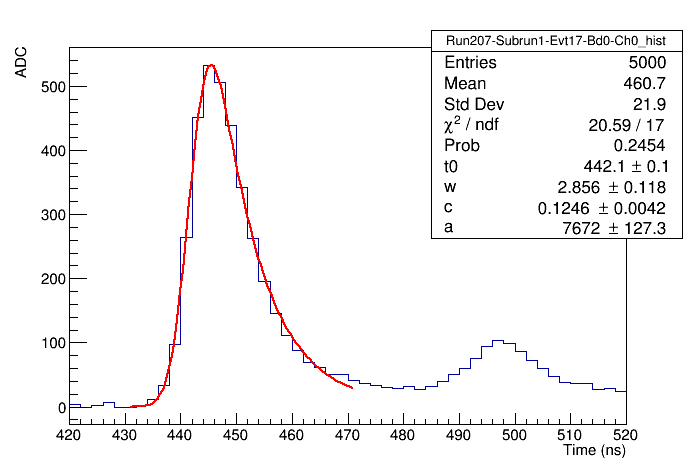 Run207-Subrun1-Evt17-Bd0-Ch0_hist
Entries 5000
Mean 460.7
Std Dev 21.9
χ² / ndf 20.59 / 17
Prob 0.2454
t0 442.1 ± 0.1
w 2.856 ± 0.118
c 0.1246 ± 0.0042
a 7672 ± 127.3
ADC
500
400
300
200
100
0
420 430 440 450 460 470 480 490 500 510 520
Time (ns)